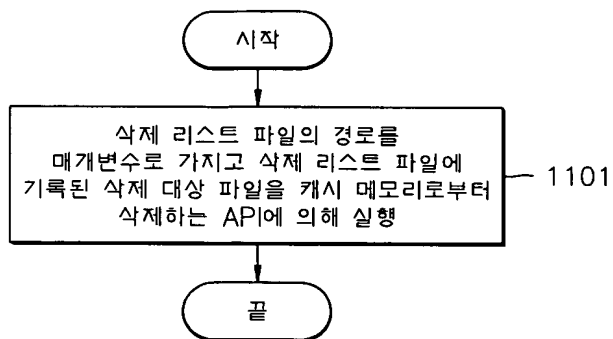 시작
삭제 리스트 파일의 경로를
매개변수로 가지고 삭제 리스트 파일에
기록된 삭제 대상 파일을 캐시 메모리로부터
삭제하는 API에 의해 실행
1101
끝